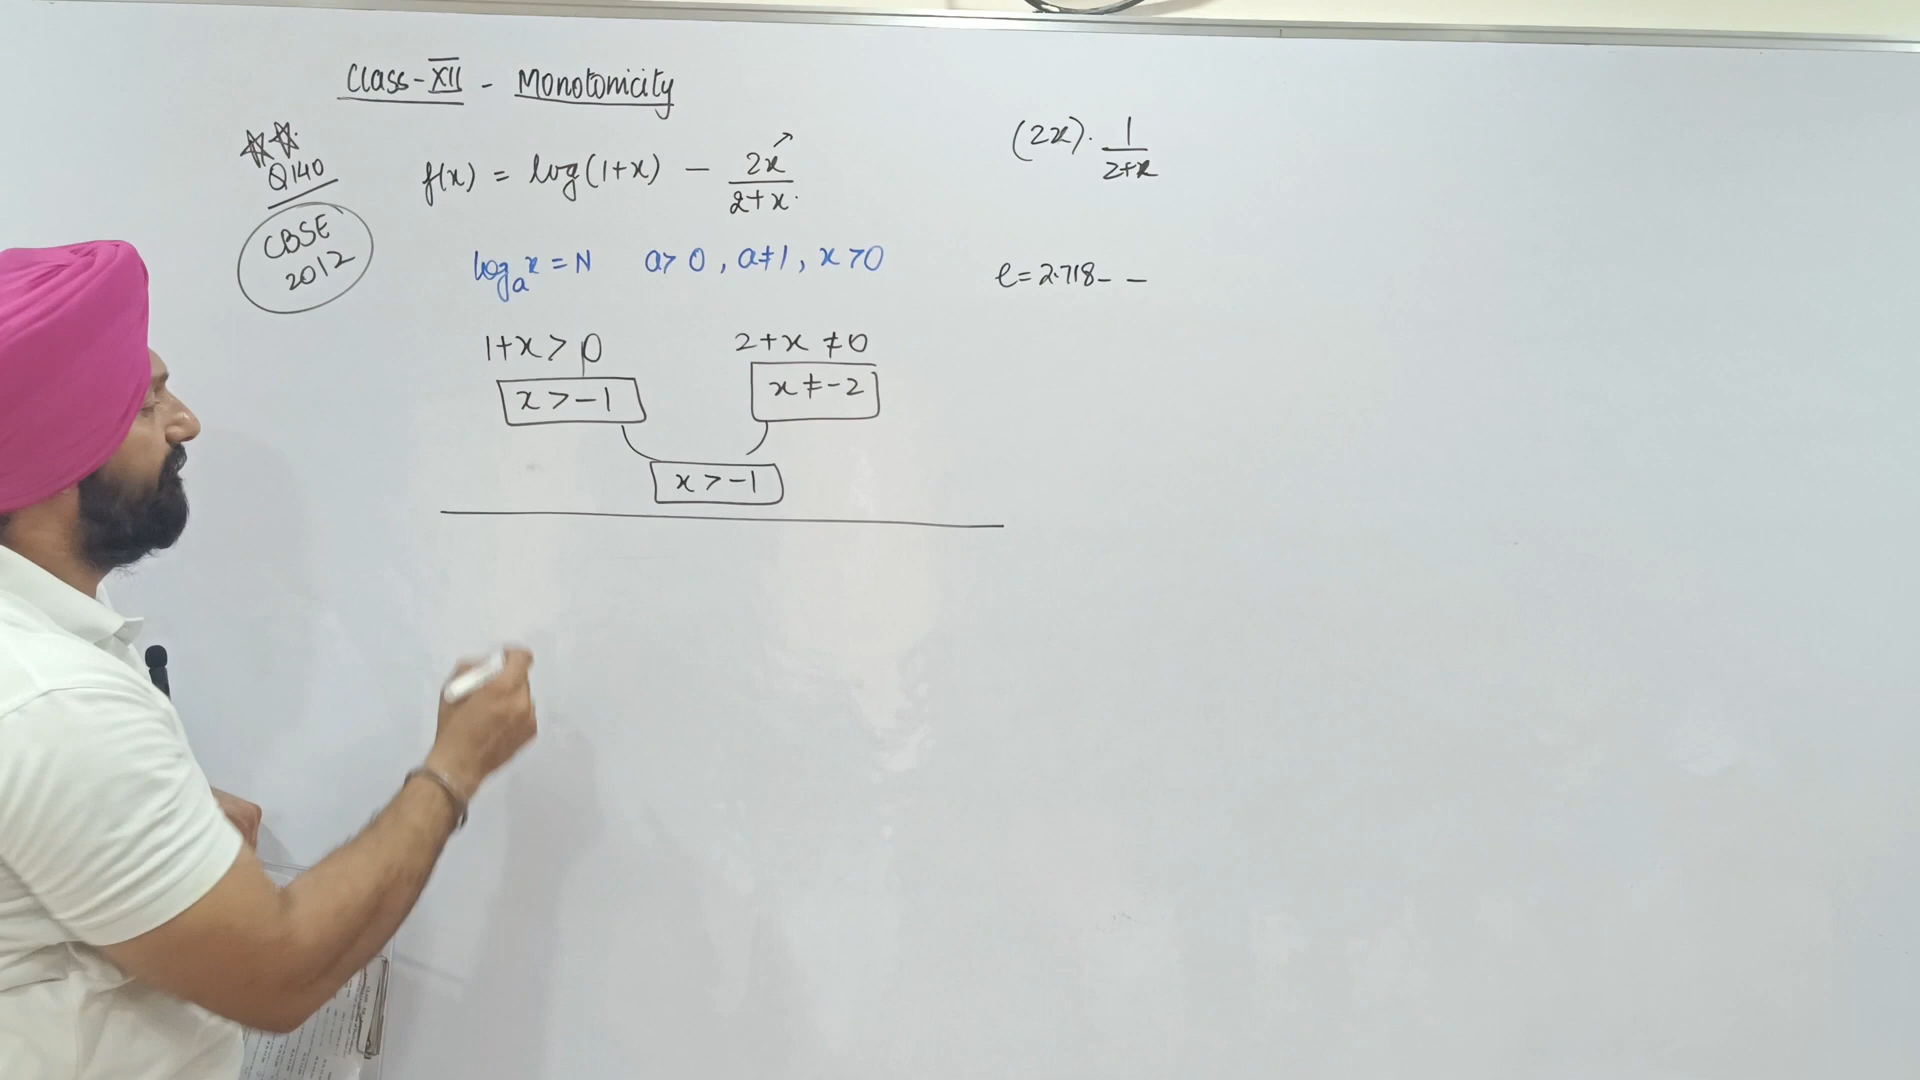 Class-XII - Monotonicity
Q140
CBSE
2012
f(x) = log(1+x) - 2x/(2+x)
(2x)· 1/(2+x)
logₐx = N a>0, a≠1, x>0
e=2.718- -
1+x>0 2+x≠0
x>-1 x≠-2
x>-1